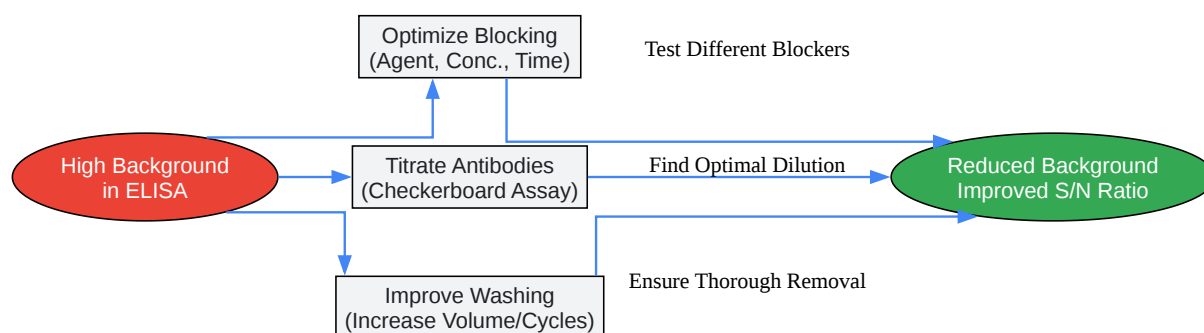 Optimize Blocking
(Agent, Conc., Time)
Test Different Blockers
High Background
in ELISA
Titrate Antibodies
(Checkerboard Assay)
Find Optimal Dilution
Reduced Background
Improved S/N Ratio
Improve Washing
(Increase Volume/Cycles)
Ensure Thorough Removal